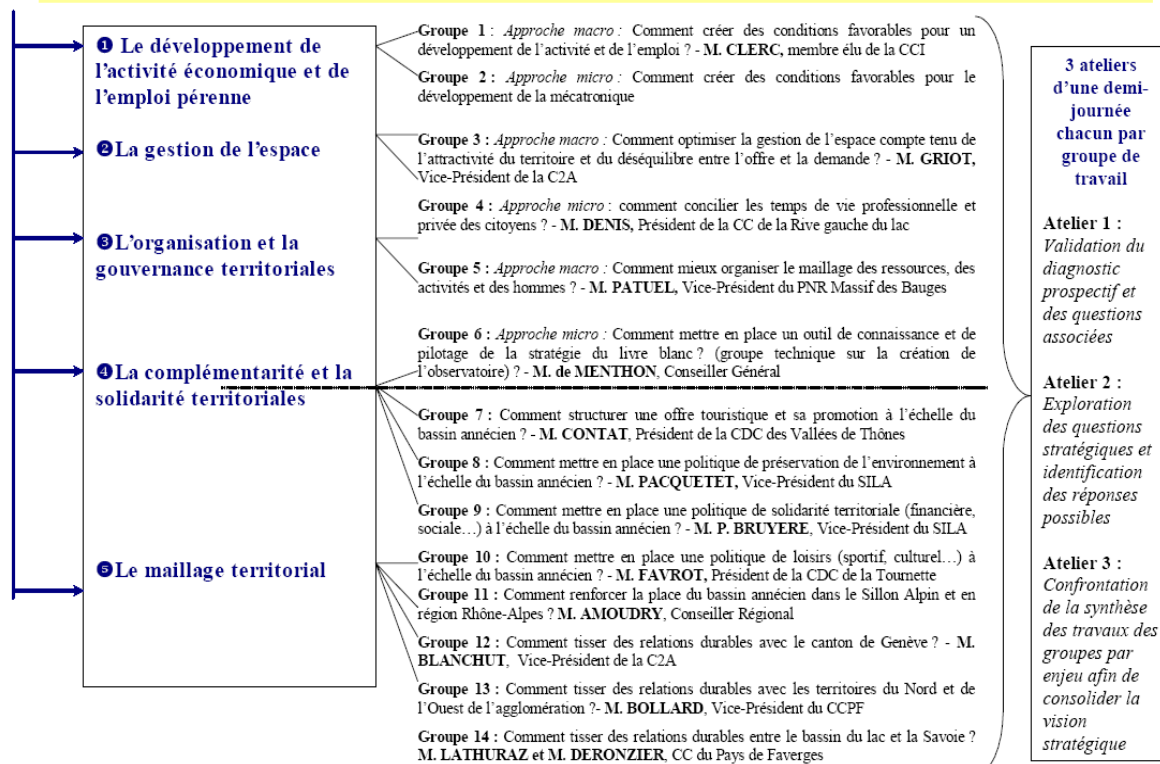 ❶ Le développement de
l'activité économique et de
l'emploi pérenne
❷La gestion de l'espace
❸L'organisation et la
gouvernance territoriales
❹La complémentarité et la
solidarité territoriales
❺Le maillage territorial
Groupe 1 : Approche macro : Comment créer des conditions favorables pour un
développement de l'activité et de l'emploi ? - M. CLERC, membre élu de la CCI
Groupe 2 : Approche micro : Comment créer des conditions favorables pour le
développement de la mécatronique
Groupe 3 : Approche macro : Comment optimiser la gestion de l'espace compte tenu de
l'attractivité du territoire et du déséquilibre entre l'offre et la demande ? - M. GRIOT,
Vice-Président de la C2A
Groupe 4 : Approche micro : comment concilier les temps de vie professionnelle et
privée des citoyens ? - M. DENIS, Président de la CC de la Rive gauche du lac
Groupe 5 : Approche macro : Comment mieux organiser le maillage des ressources, des
activités et des hommes ? - M. PATUEL, Vice-Président du PNR Massif des Bauges
Groupe 6 : Approche micro : Comment mettre en place un outil de connaissance et de
pilotage de la stratégie du livre blanc ? (groupe technique sur la création de
l'observatoire) ? - M. de MENTHON, Conseiller Général
Groupe 7 : Comment structurer une offre touristique et sa promotion à l'échelle du
bassin annécien ? - M. CONTAT, Président de la CDC des Vallées de Thônes
Groupe 8 : Comment mettre en place une politique de préservation de l'environnement à
l'échelle du bassin annécien ? - M. PACQUETET, Vice-Président du SILA
Groupe 9 : Comment mettre en place une politique de solidarité territoriale (financière,
sociale…) à l'échelle du bassin annécien ? - M. P. BRUYERE, Vice-Président du SILA
Groupe 10 : Comment mettre en place une politique de loisirs (sportif, culturel…) à
l'échelle du bassin annécien ? - M. FAVROT, Président de la CDC de la Tournette
Groupe 11 : Comment renforcer la place du bassin annécien dans le Sillon Alpin et en
région Rhône-Alpes ? M. AMOUDRY, Conseiller Régional
Groupe 12 : Comment tisser des relations durables avec le canton de Genève ? - M.
BLANCHUT, Vice-Président de la C2A
Groupe 13 : Comment tisser des relations durables avec les territoires du Nord et de
l'Ouest de l'agglomération ?- M. BOLLARD, Vice-Président du CCPF
Groupe 14 : Comment tisser des relations durables entre le bassin du lac et la Savoie ?
M. LATHURAZ et M. DERONZIER, CC du Pays de Faverges
3 ateliers
d'une demi-
journée
chacun par
groupe de
travail
Atelier 1 :
Validation du
diagnostic
prospectif et
des questions
associées
Atelier 2 :
Exploration
des questions
stratégiques et
identification
des réponses
possibles
Atelier 3 :
Confrontation
de la synthèse
des travaux des
groupes par
enjeu afin de
consolider la
vision
stratégique